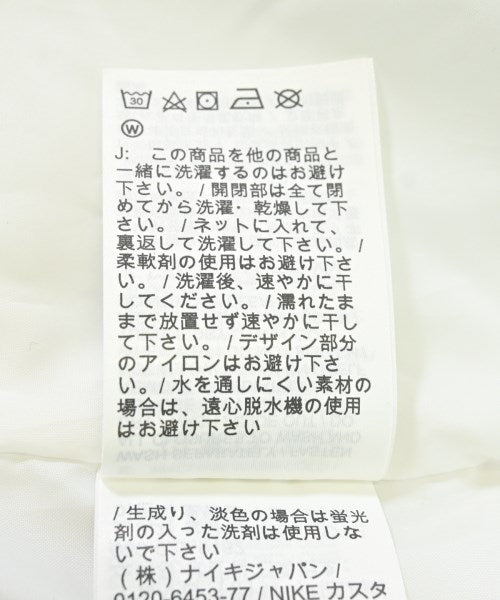 30
W
J: この商品を他の商品と
一緒に洗濯するのはお避け
下さい。/ 開閉部は全て閉
めてから洗濯・乾燥して下
さい。/ ネットに入れて、
裏返して洗濯して下さい。/
柔軟剤の使用はお避け下さ
い。/ 洗濯後、速やかに干
してください。/ 濡れたま
まで放置せず速やかに干し
て下さい。/ デザイン部分
のアイロンはお避け下さ
い。/ 水を通しにくい素材の
場合は、遠心脱水機の使用
はお避け下さい
/ 生成り、淡色の場合は蛍光
剤の入った洗剤は使用しな
いで下さい
(株) ナイキジャパン /
0120-6453-77 / NIKE カスタ